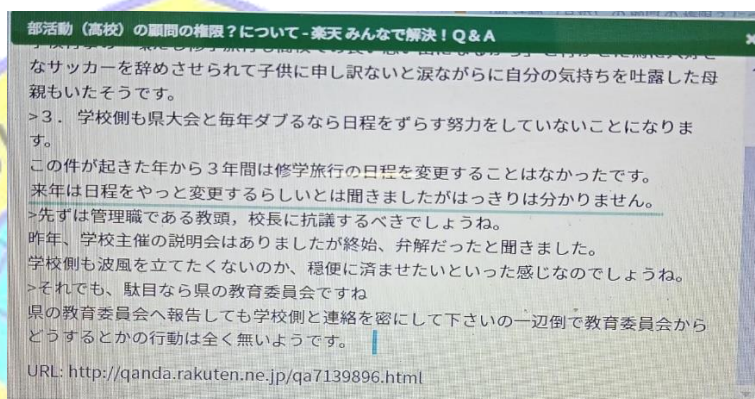 部活動（高校）の顧問の権限？について - 楽天 みんなで解決！Q＆A
なサッカーを辞めさせられて子供に申し訳ないと涙ながらに自分の気持ちを吐露した母
親もいたそうです。
>３． 学校側も県大会と毎年ダブるなら日程をずらす努力をしていないことになりま
す。
この件が起きた年から３年間は修学旅行の日程を変更することはなかったです。
来年は日程をやっと変更するらしいとは聞きましたがはっきりは分かりません。
>先ずは管理職である教頭，校長に抗議するべきでしょうね。
昨年、学校主催の説明会はありましたが終始、弁解だったと聞きました。
学校側も波風を立てたくないのか、穏便に済ませたいといった感じなのでしょうね。
>それでも、駄目なら県の教育委員会ですね
県の教育委員会へ報告しても学校側と連絡を密にして下さいの一辺倒で教育委員会から
どうするとかの行動は全く無いようです。
URL: http://qanda.rakuten.ne.jp/qa7139896.html